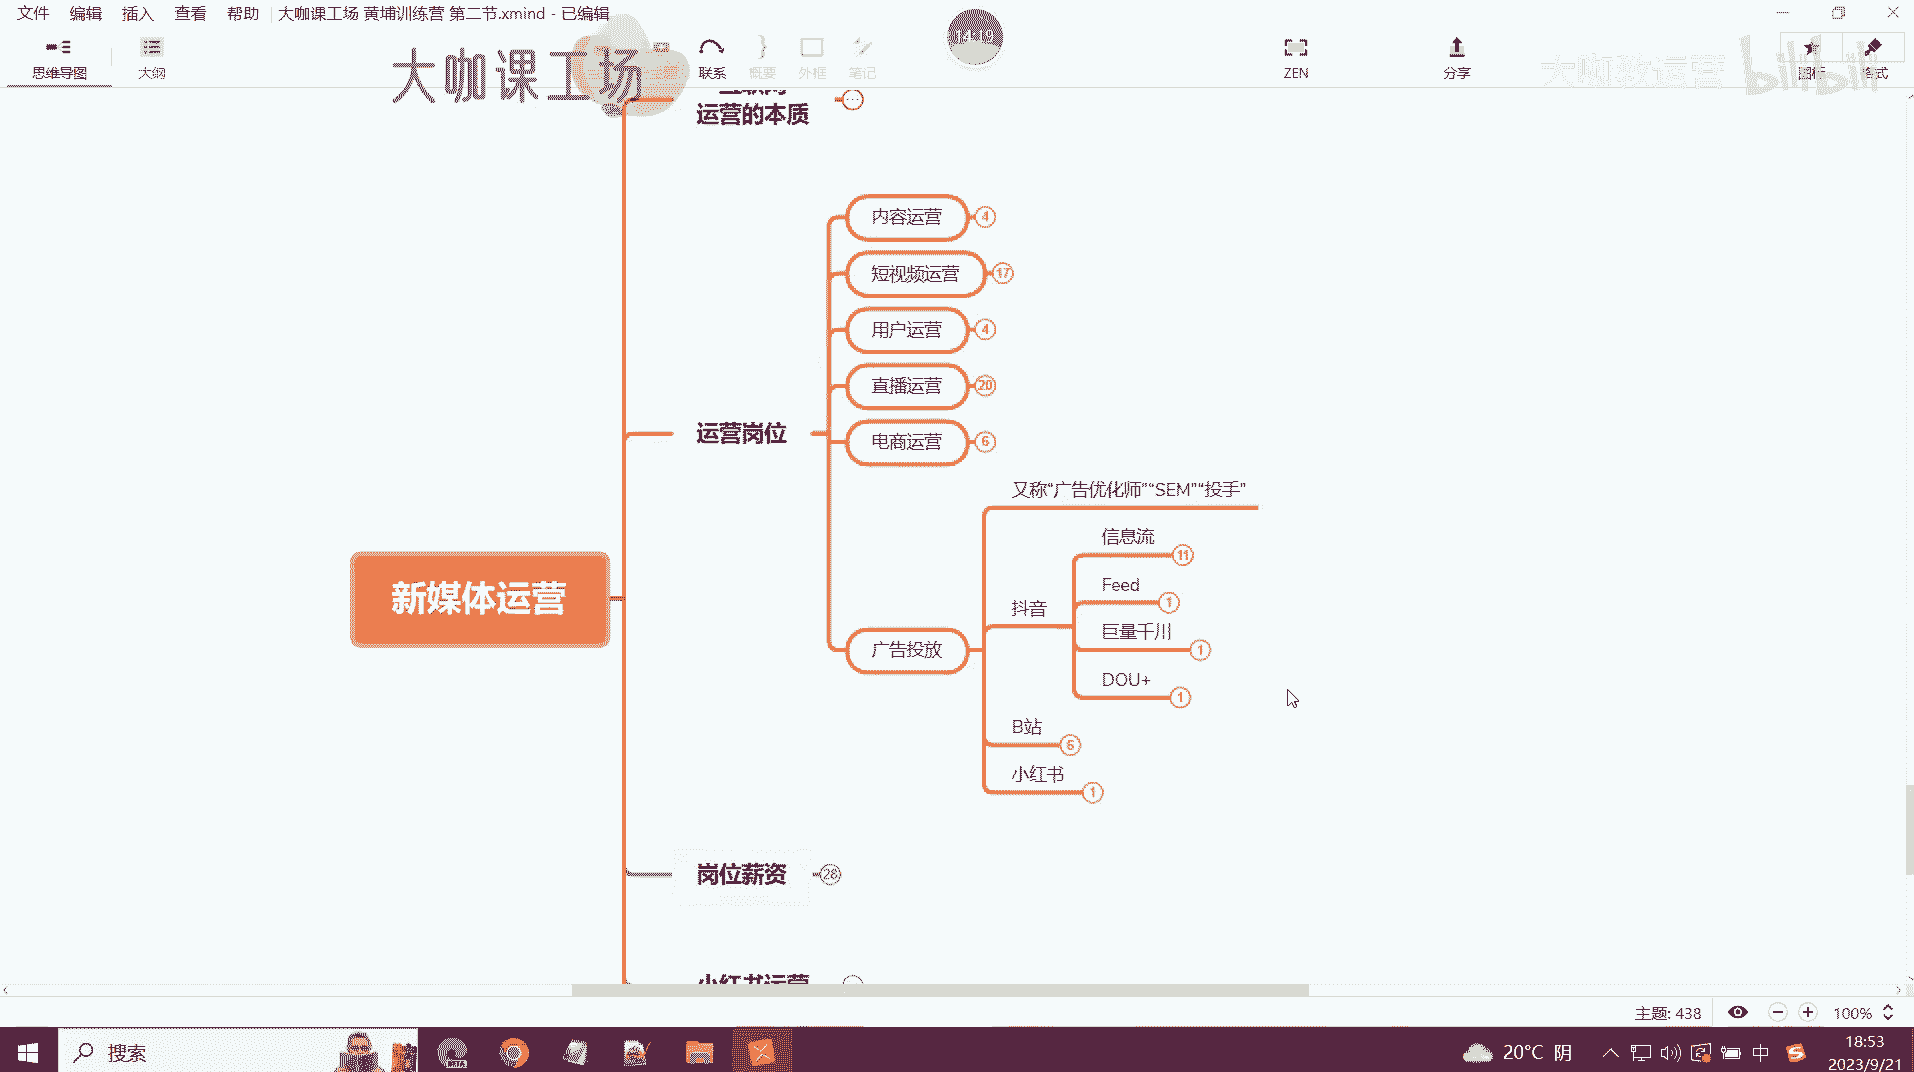 文件 编辑 插入 查看 帮助 大咖课工场 黄埔训练营 第二节.xmind - 已编辑
思维导图 大纲 联系 概要 外框 笔记 ZEN 分享
大咖课工场
14:19
大咖教运营 bilibili
运营的本质
内容运营 4
短视频运营 17
用户运营 4
直播运营 20
运营岗位
电商运营 6
又称“广告优化师”“SEM”“投手”
信息流 11
Feed 1
抖音
巨量千川 1
DOU+ 1
新媒体运营
广告投放
B站 6
小红书 1
岗位薪资 28
小红书运营
主题: 438 100%
搜索
20°C 阴
中
18:53
2023/9/21